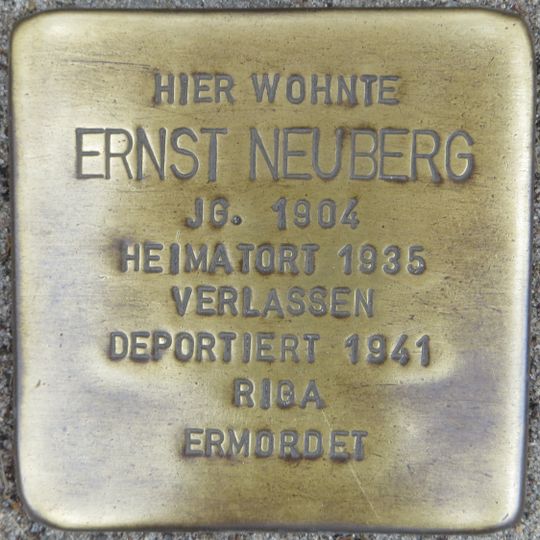 HIER WOHNTE
ERNST NEUBERG
JG. 1904
HEIMATORT 1935
VERLASSEN
DEPORTIERT 1941
RIGA
ERMORDET